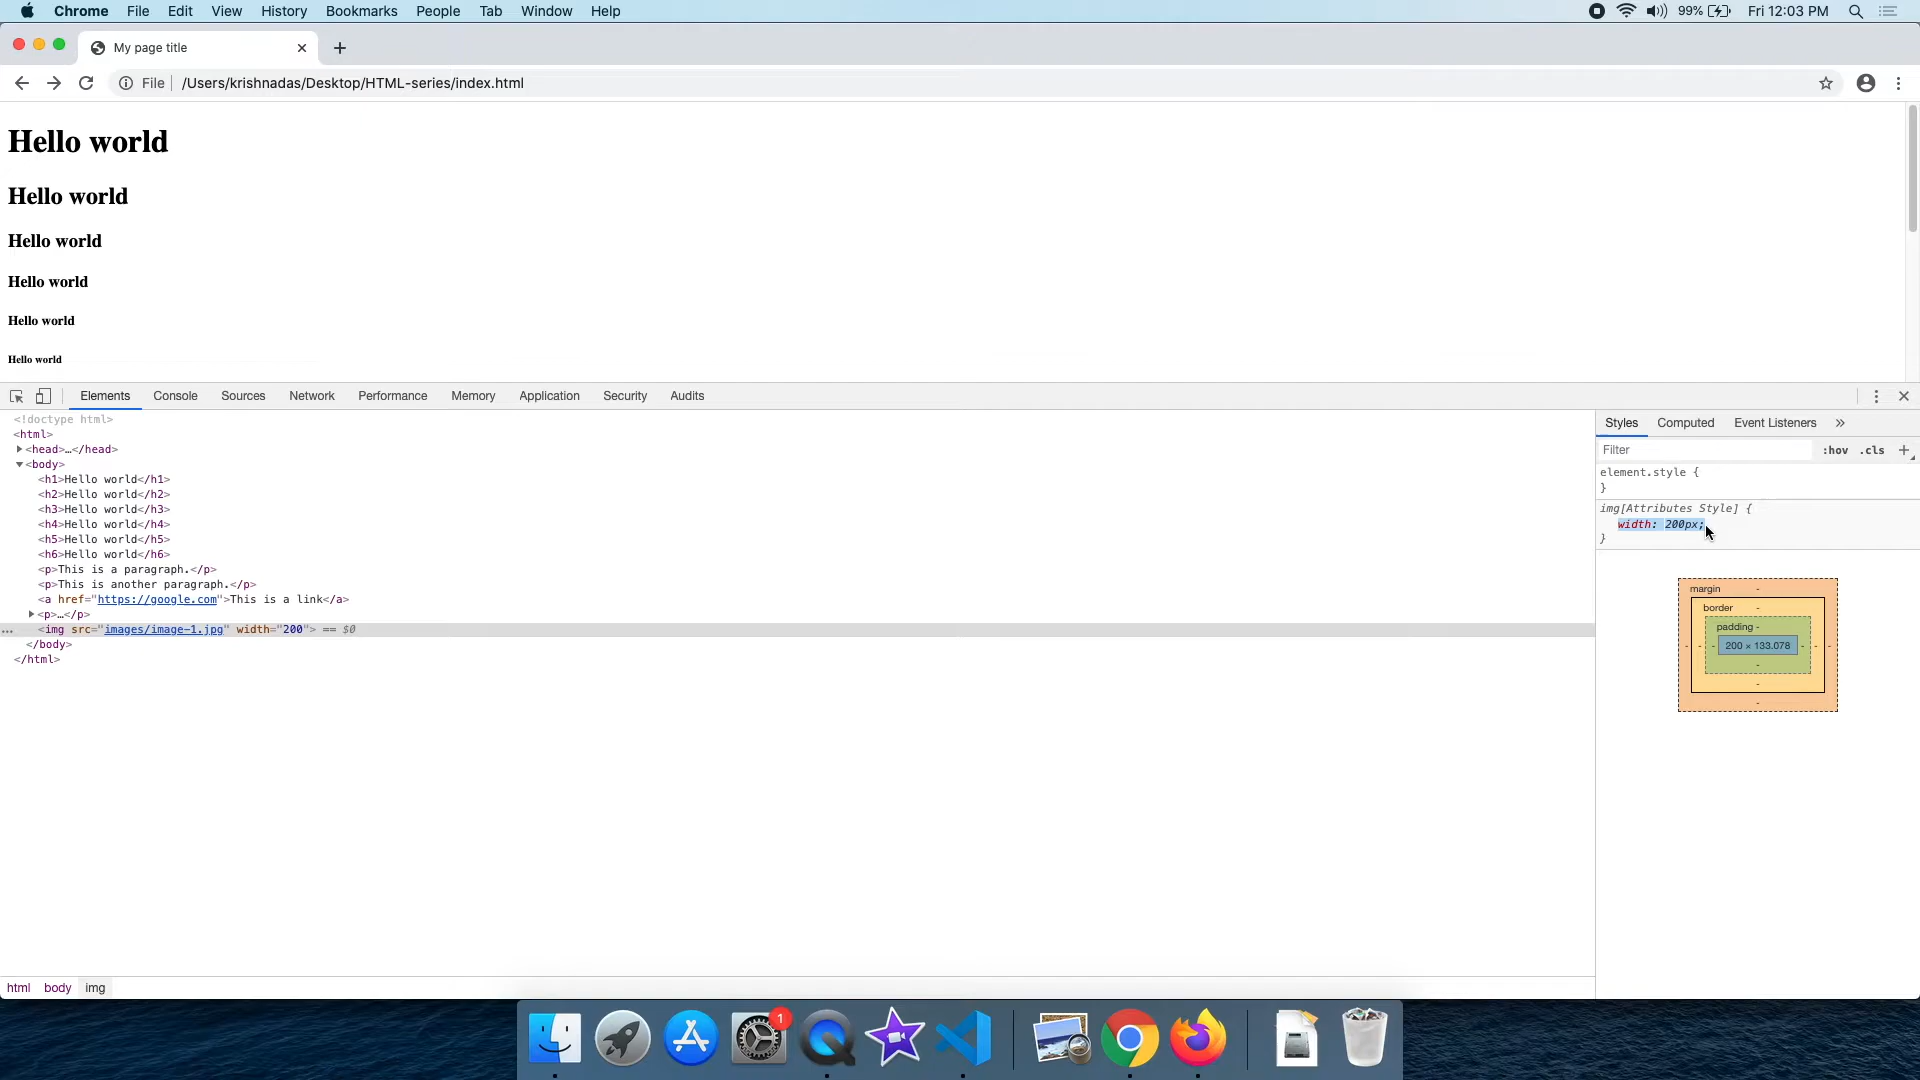 Chrome File Edit View History Bookmarks People Tab Window Help 99% Fri 12:03 PM
My page title
File /Users/krishnadas/Desktop/HTML-series/index.html
Hello world
Hello world
Hello world
Hello world
Hello world
Hello world
Elements Console Sources Network Performance Memory Application Security Audits
<!doctype html>
<html>
<head>…</head>
<body>
<h1>Hello world</h1>
<h2>Hello world</h2>
<h3>Hello world</h3>
<h4>Hello world</h4>
<h5>Hello world</h5>
<h6>Hello world</h6>
<p>This is a paragraph.</p>
<p>This is another paragraph.</p>
<a href="https://google.com">This is a link</a>
<p>…</p>
… <img src="images/image-1.jpg" width="200"> == $0
</body>
</html>
html body img
Styles Computed Event Listeners »
Filter :hov .cls +
element.style {
}
img[Attributes Style] {
width: 200px;
}
margin -
border -
padding -
- - - 200 × 133.078 - - -
-
-
-
1